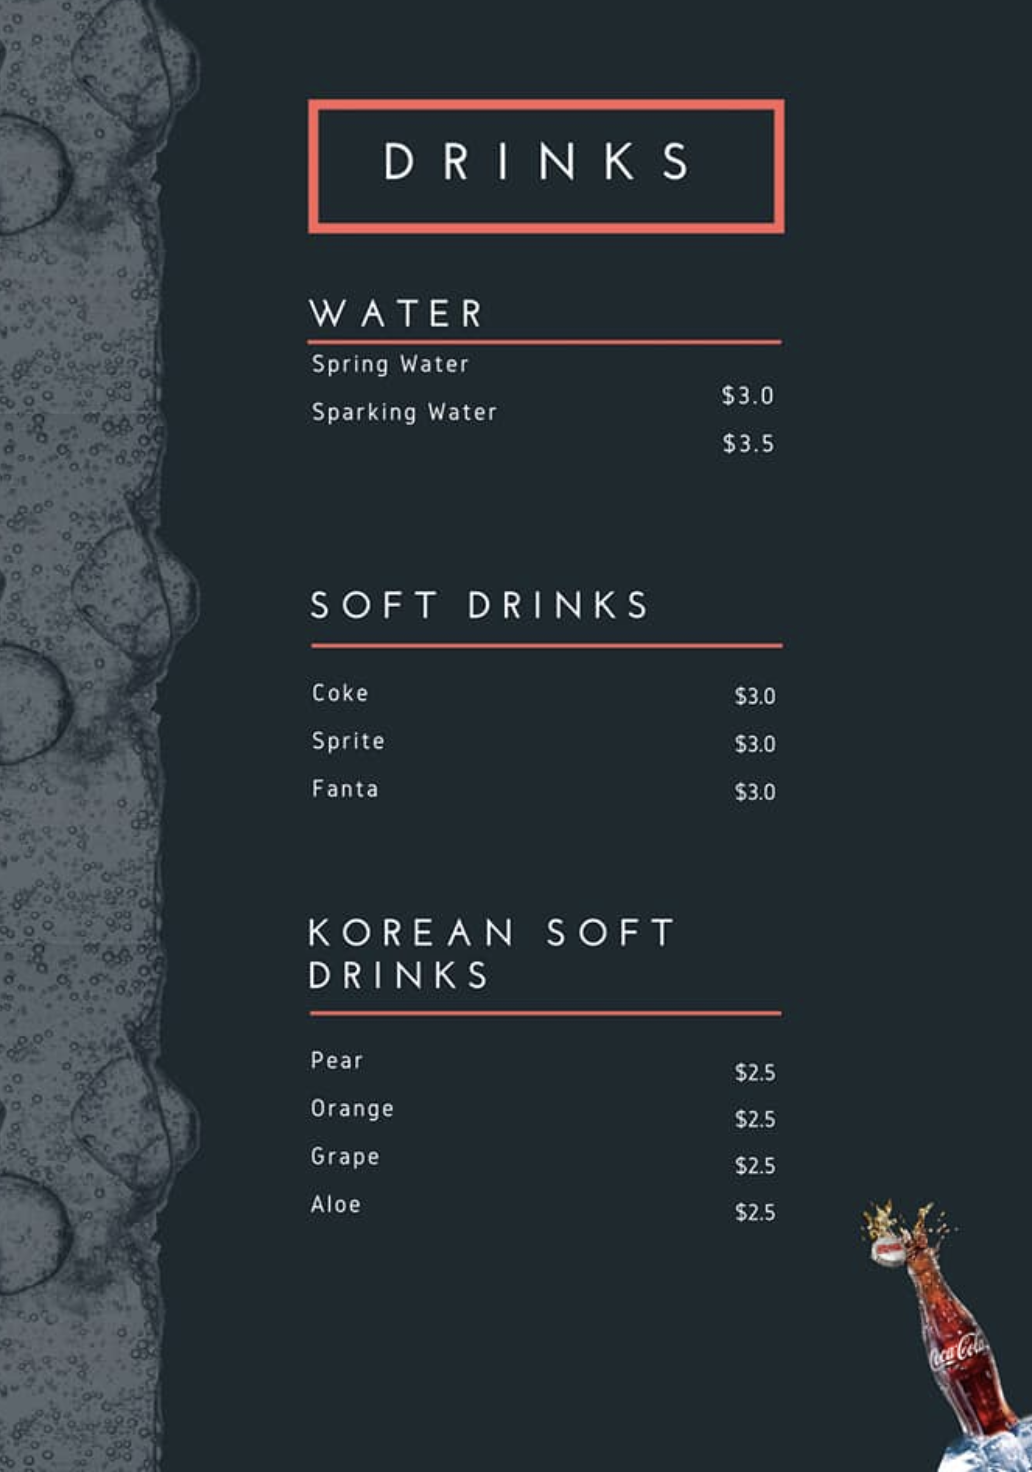 DRINKS
WATER
Spring Water
$3.0
Sparking Water
$3.5
SOFT DRINKS
Coke $3.0
Sprite $3.0
Fanta $3.0
KOREAN SOFT
DRINKS
Pear $2.5
Orange $2.5
Grape $2.5
Aloe $2.5
Coca-Cola